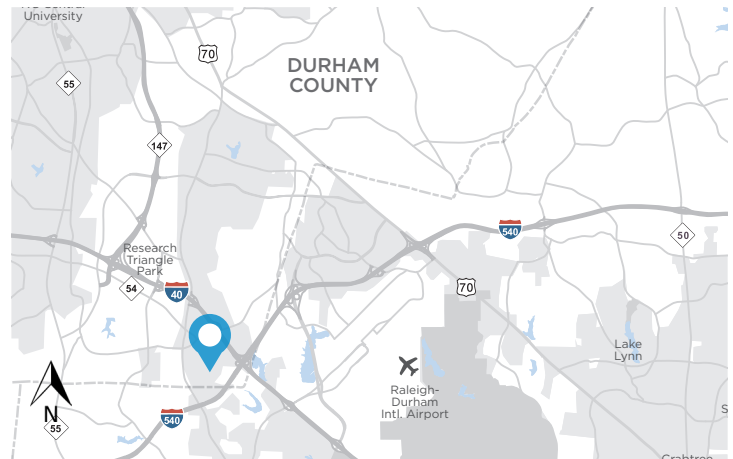 University
70
DURHAM
COUNTY
55
147
540
50
Research
Triangle
Park
54
40
70
Lake
Lynn
Raleigh-
Durham
Intl. Airport
N
540
55
Crabtree